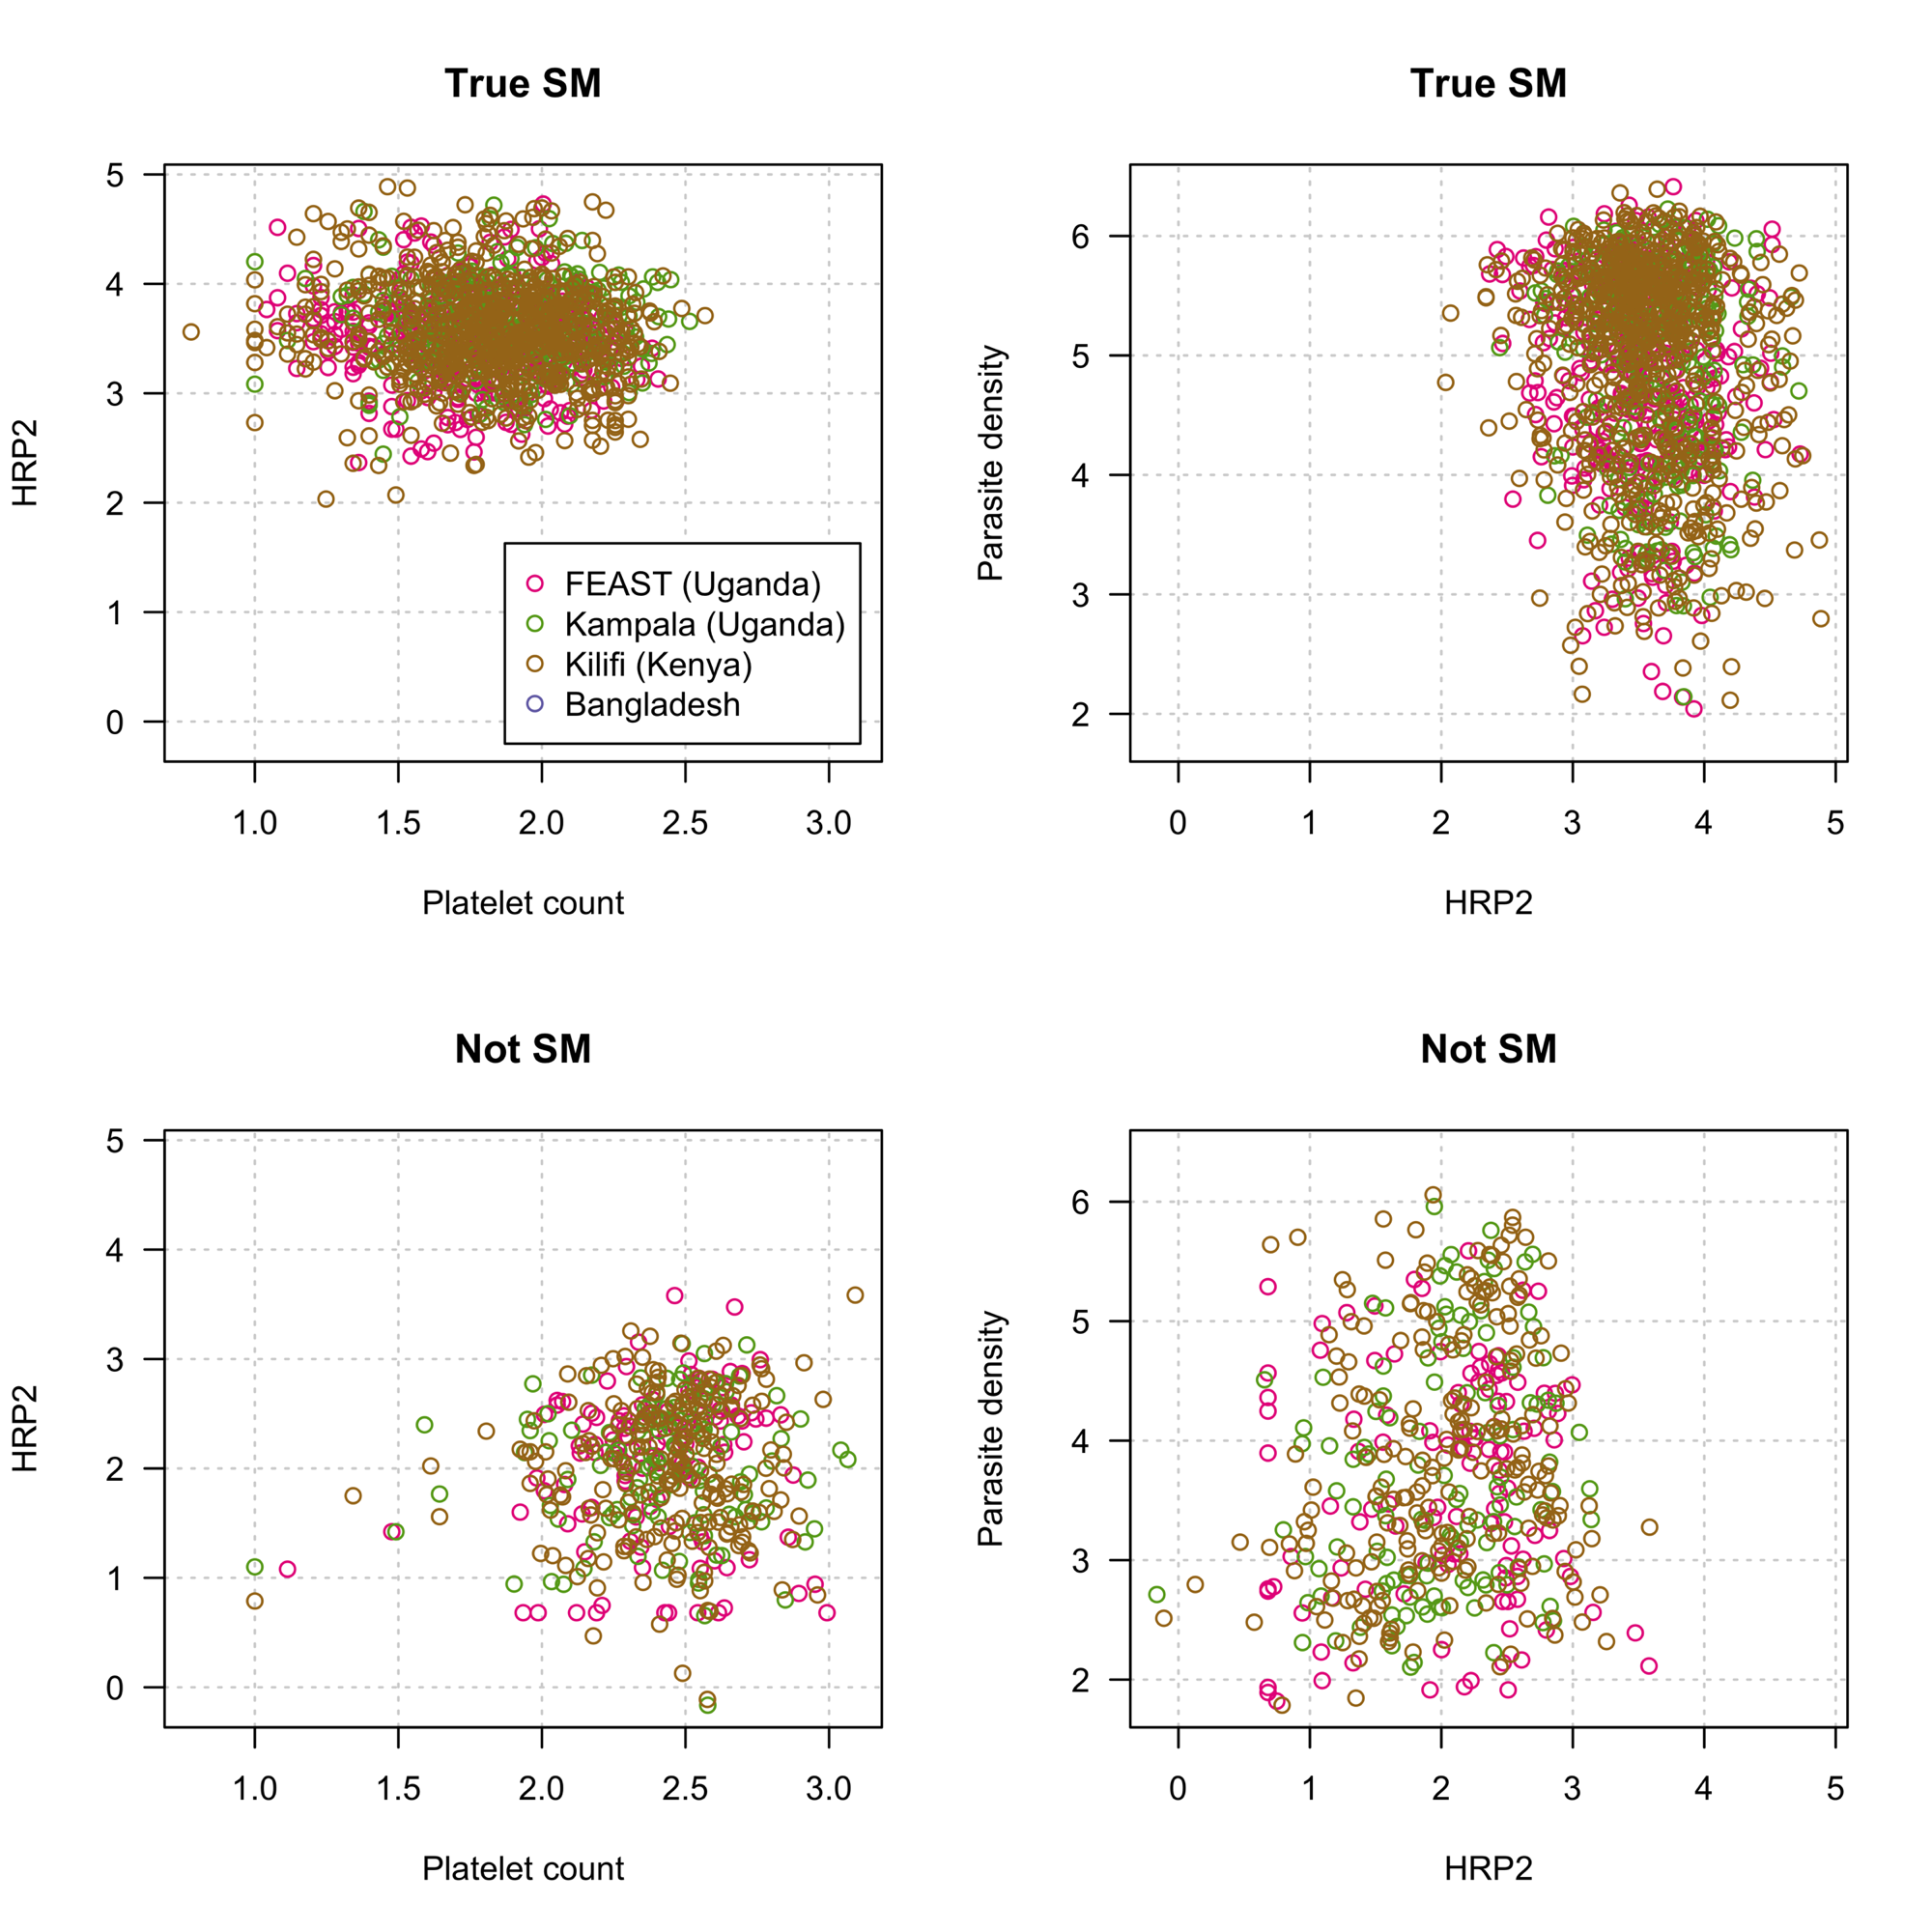 True SM
HRP2
5
4
3
2
1
0
FEAST (Uganda)
Kampala (Uganda)
Kilifi (Kenya)
Bangladesh
1.0 1.5 2.0 2.5 3.0
Platelet count
True SM
Parasite density
6
5
4
3
2
0 1 2 3 4 5
HRP2
Not SM
HRP2
5
4
3
2
1
0
1.0 1.5 2.0 2.5 3.0
Platelet count
Not SM
Parasite density
6
5
4
3
2
0 1 2 3 4 5
HRP2